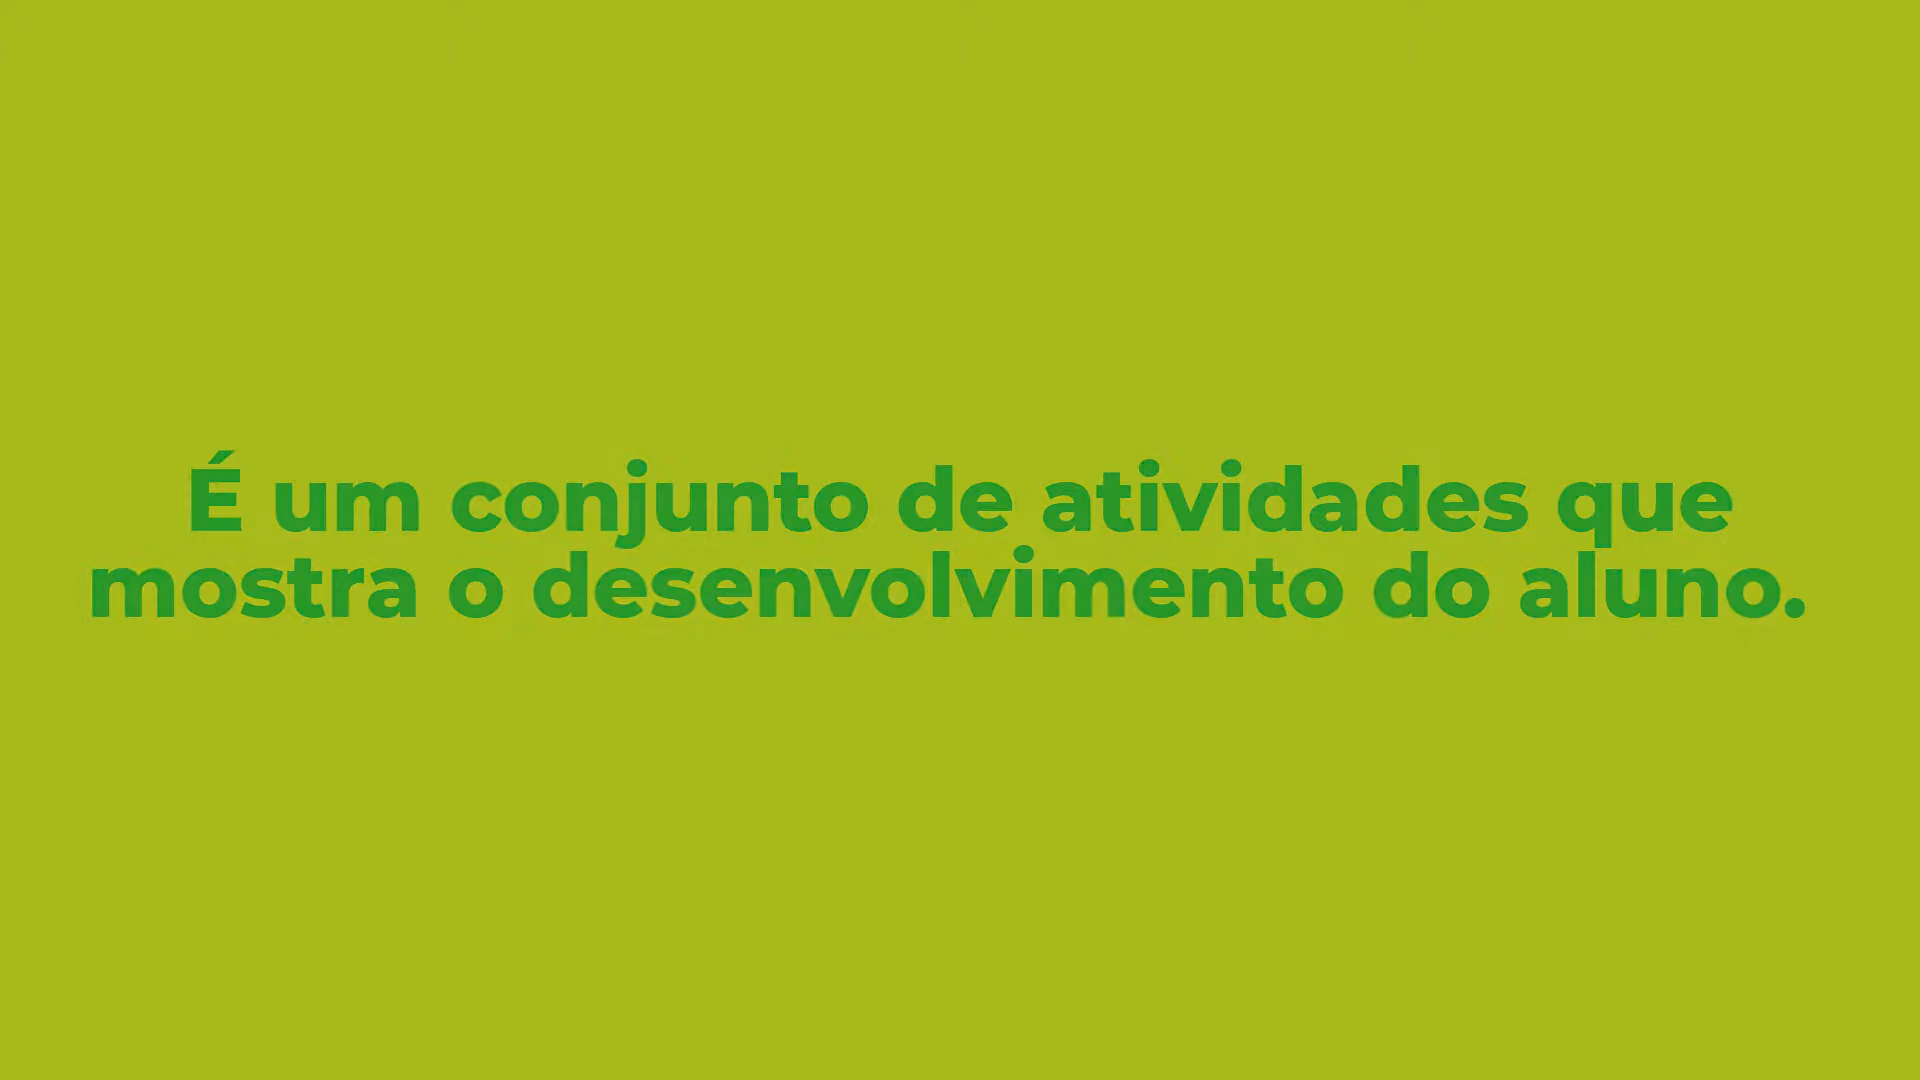 É um conjunto de atividades que
mostra o desenvolvimento do aluno.